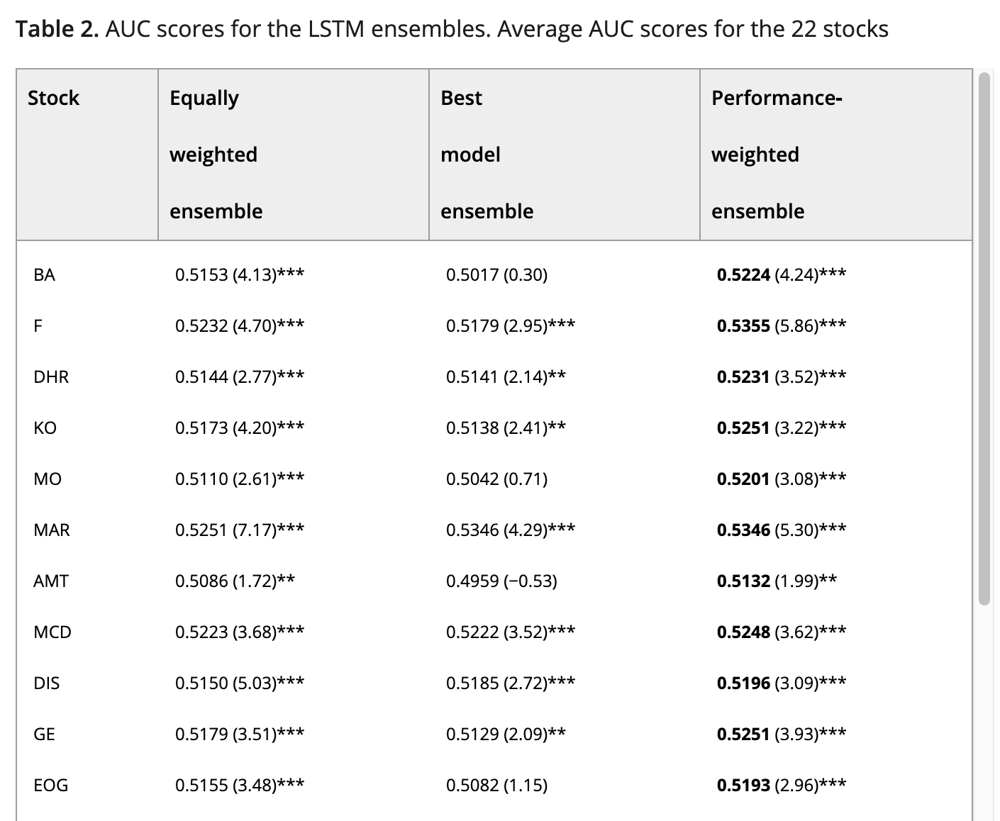 Table 2. AUC scores for the LSTM ensembles. Average AUC scores for the 22 stocks
Stock Equally weighted ensemble Best model ensemble Performance-weighted ensemble
BA 0.5153 (4.13)*** 0.5017 (0.30) 0.5224 (4.24)***
F 0.5232 (4.70)*** 0.5179 (2.95)*** 0.5355 (5.86)***
DHR 0.5144 (2.77)*** 0.5141 (2.14)** 0.5231 (3.52)***
KO 0.5173 (4.20)*** 0.5138 (2.41)** 0.5251 (3.22)***
MO 0.5110 (2.61)*** 0.5042 (0.71) 0.5201 (3.08)***
MAR 0.5251 (7.17)*** 0.5346 (4.29)*** 0.5346 (5.30)***
AMT 0.5086 (1.72)** 0.4959 (−0.53) 0.5132 (1.99)**
MCD 0.5223 (3.68)*** 0.5222 (3.52)*** 0.5248 (3.62)***
DIS 0.5150 (5.03)*** 0.5185 (2.72)*** 0.5196 (3.09)***
GE 0.5179 (3.51)*** 0.5129 (2.09)** 0.5251 (3.93)***
EOG 0.5155 (3.48)*** 0.5082 (1.15) 0.5193 (2.96)***